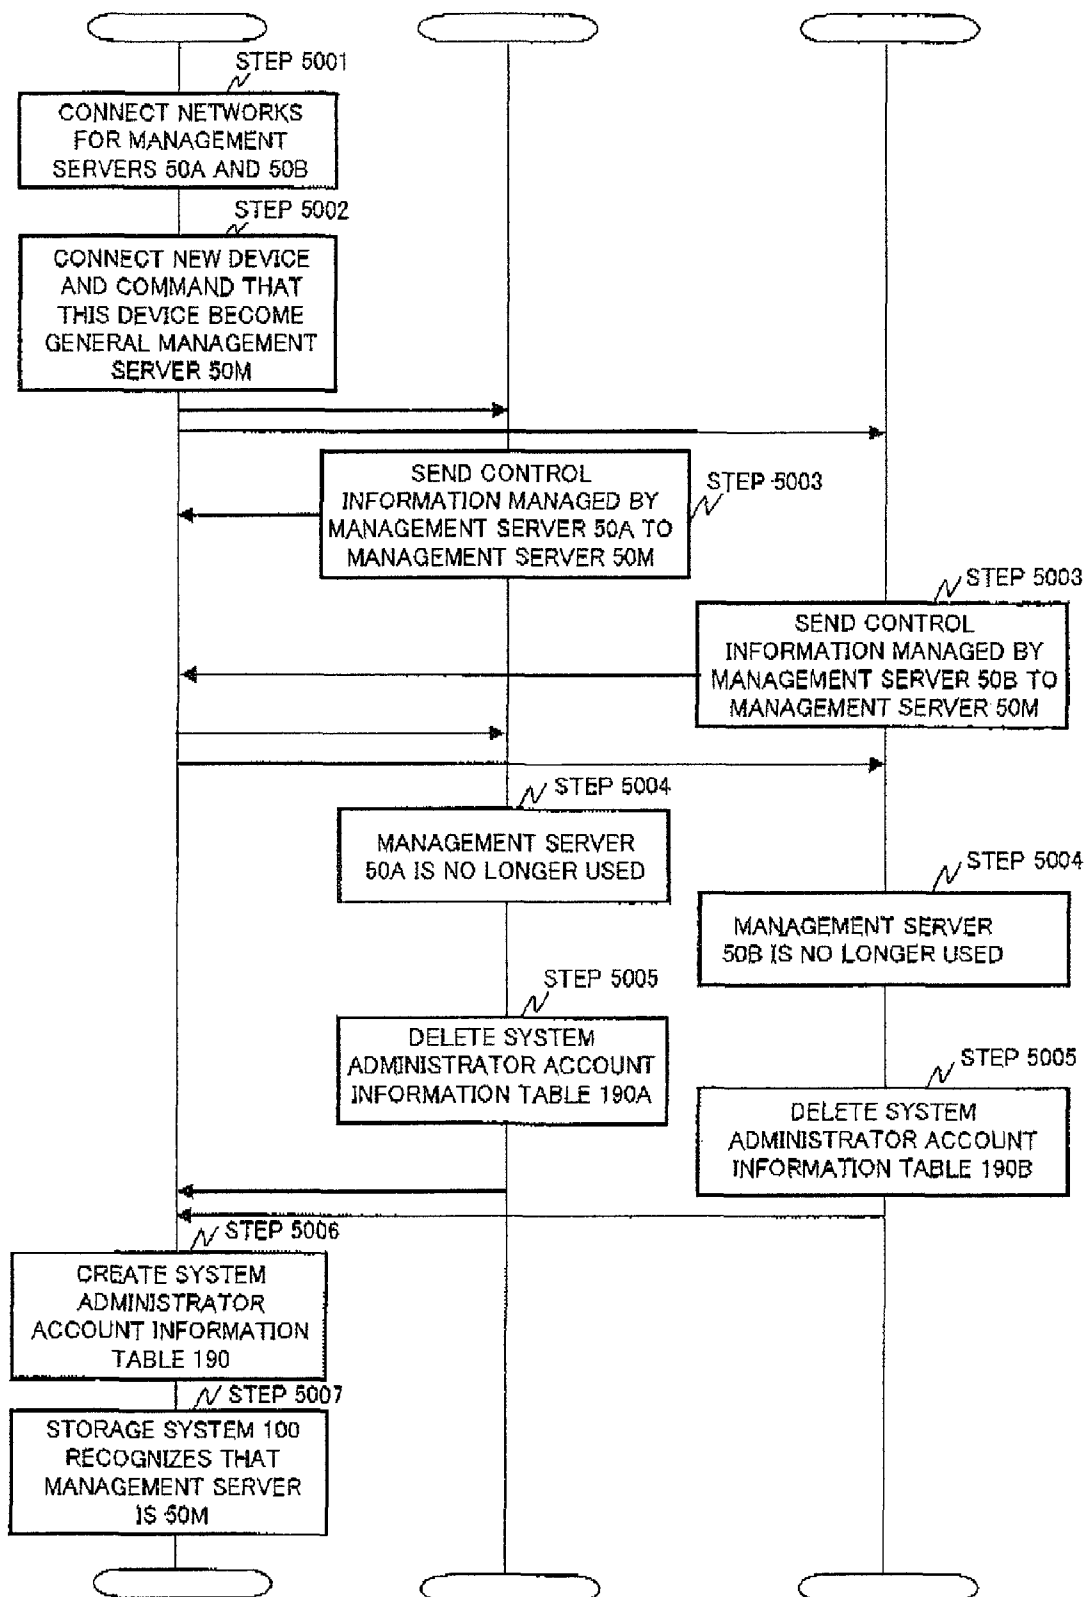 STEP 5001
CONNECT NETWORKS
FOR MANAGEMENT
SERVERS 50A AND 50B
STEP 5002
CONNECT NEW DEVICE
AND COMMAND THAT
THIS DEVICE BECOME
GENERAL MANAGEMENT
SERVER 50M
SEND CONTROL
INFORMATION MANAGED BY
MANAGEMENT SERVER 50A TO
MANAGEMENT SERVER 50M
STEP 5003
STEP 5003
SEND CONTROL
INFORMATION MANAGED BY
MANAGEMENT SERVER 50B TO
MANAGEMENT SERVER 50M
STEP 5004
MANAGEMENT SERVER
50A IS NO LONGER USED
STEP 5004
MANAGEMENT SERVER
50B IS NO LONGER USED
STEP 5005
DELETE SYSTEM
ADMINISTRATOR ACCOUNT
INFORMATION TABLE 190A
STEP 5005
DELETE SYSTEM
ADMINISTRATOR ACCOUNT
INFORMATION TABLE 190B
STEP 5006
CREATE SYSTEM
ADMINISTRATOR
ACCOUNT INFORMATION
TABLE 190
STEP 5007
STORAGE SYSTEM 100
RECOGNIZES THAT
MANAGEMENT SERVER
IS 50M